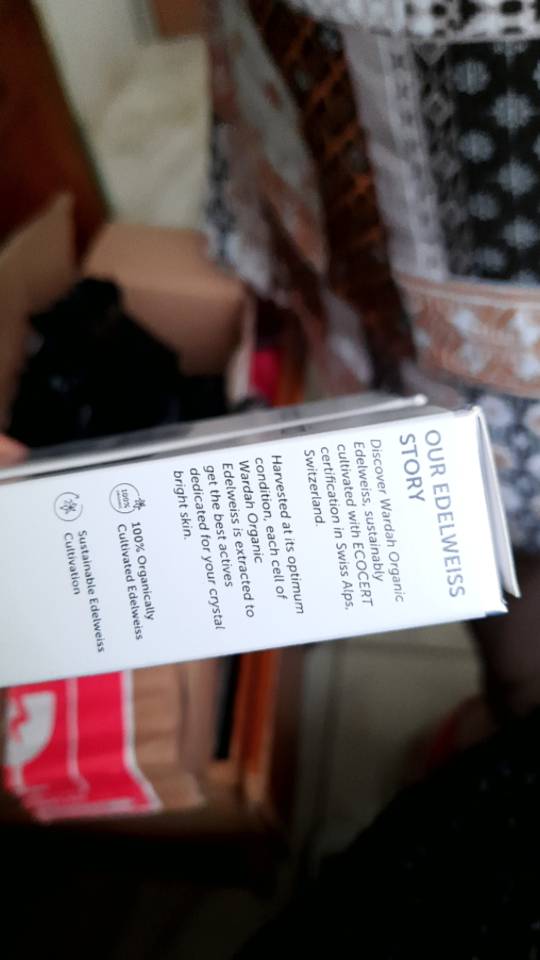 OUR EDELWEISS
STORY
Discover Wardah Organic
Edelweiss, sustainably
cultivated with ECOCERT
certification in Swiss Alps,
Switzerland.
Harvested at its optimum
condition, each cell of
Wardah Organic
Edelweiss is extracted to
get the best actives
dedicated for your crystal
bright skin.
100%
100% Organically
Cultivated Edelweiss
Sustainable Edelweiss
Cultivation